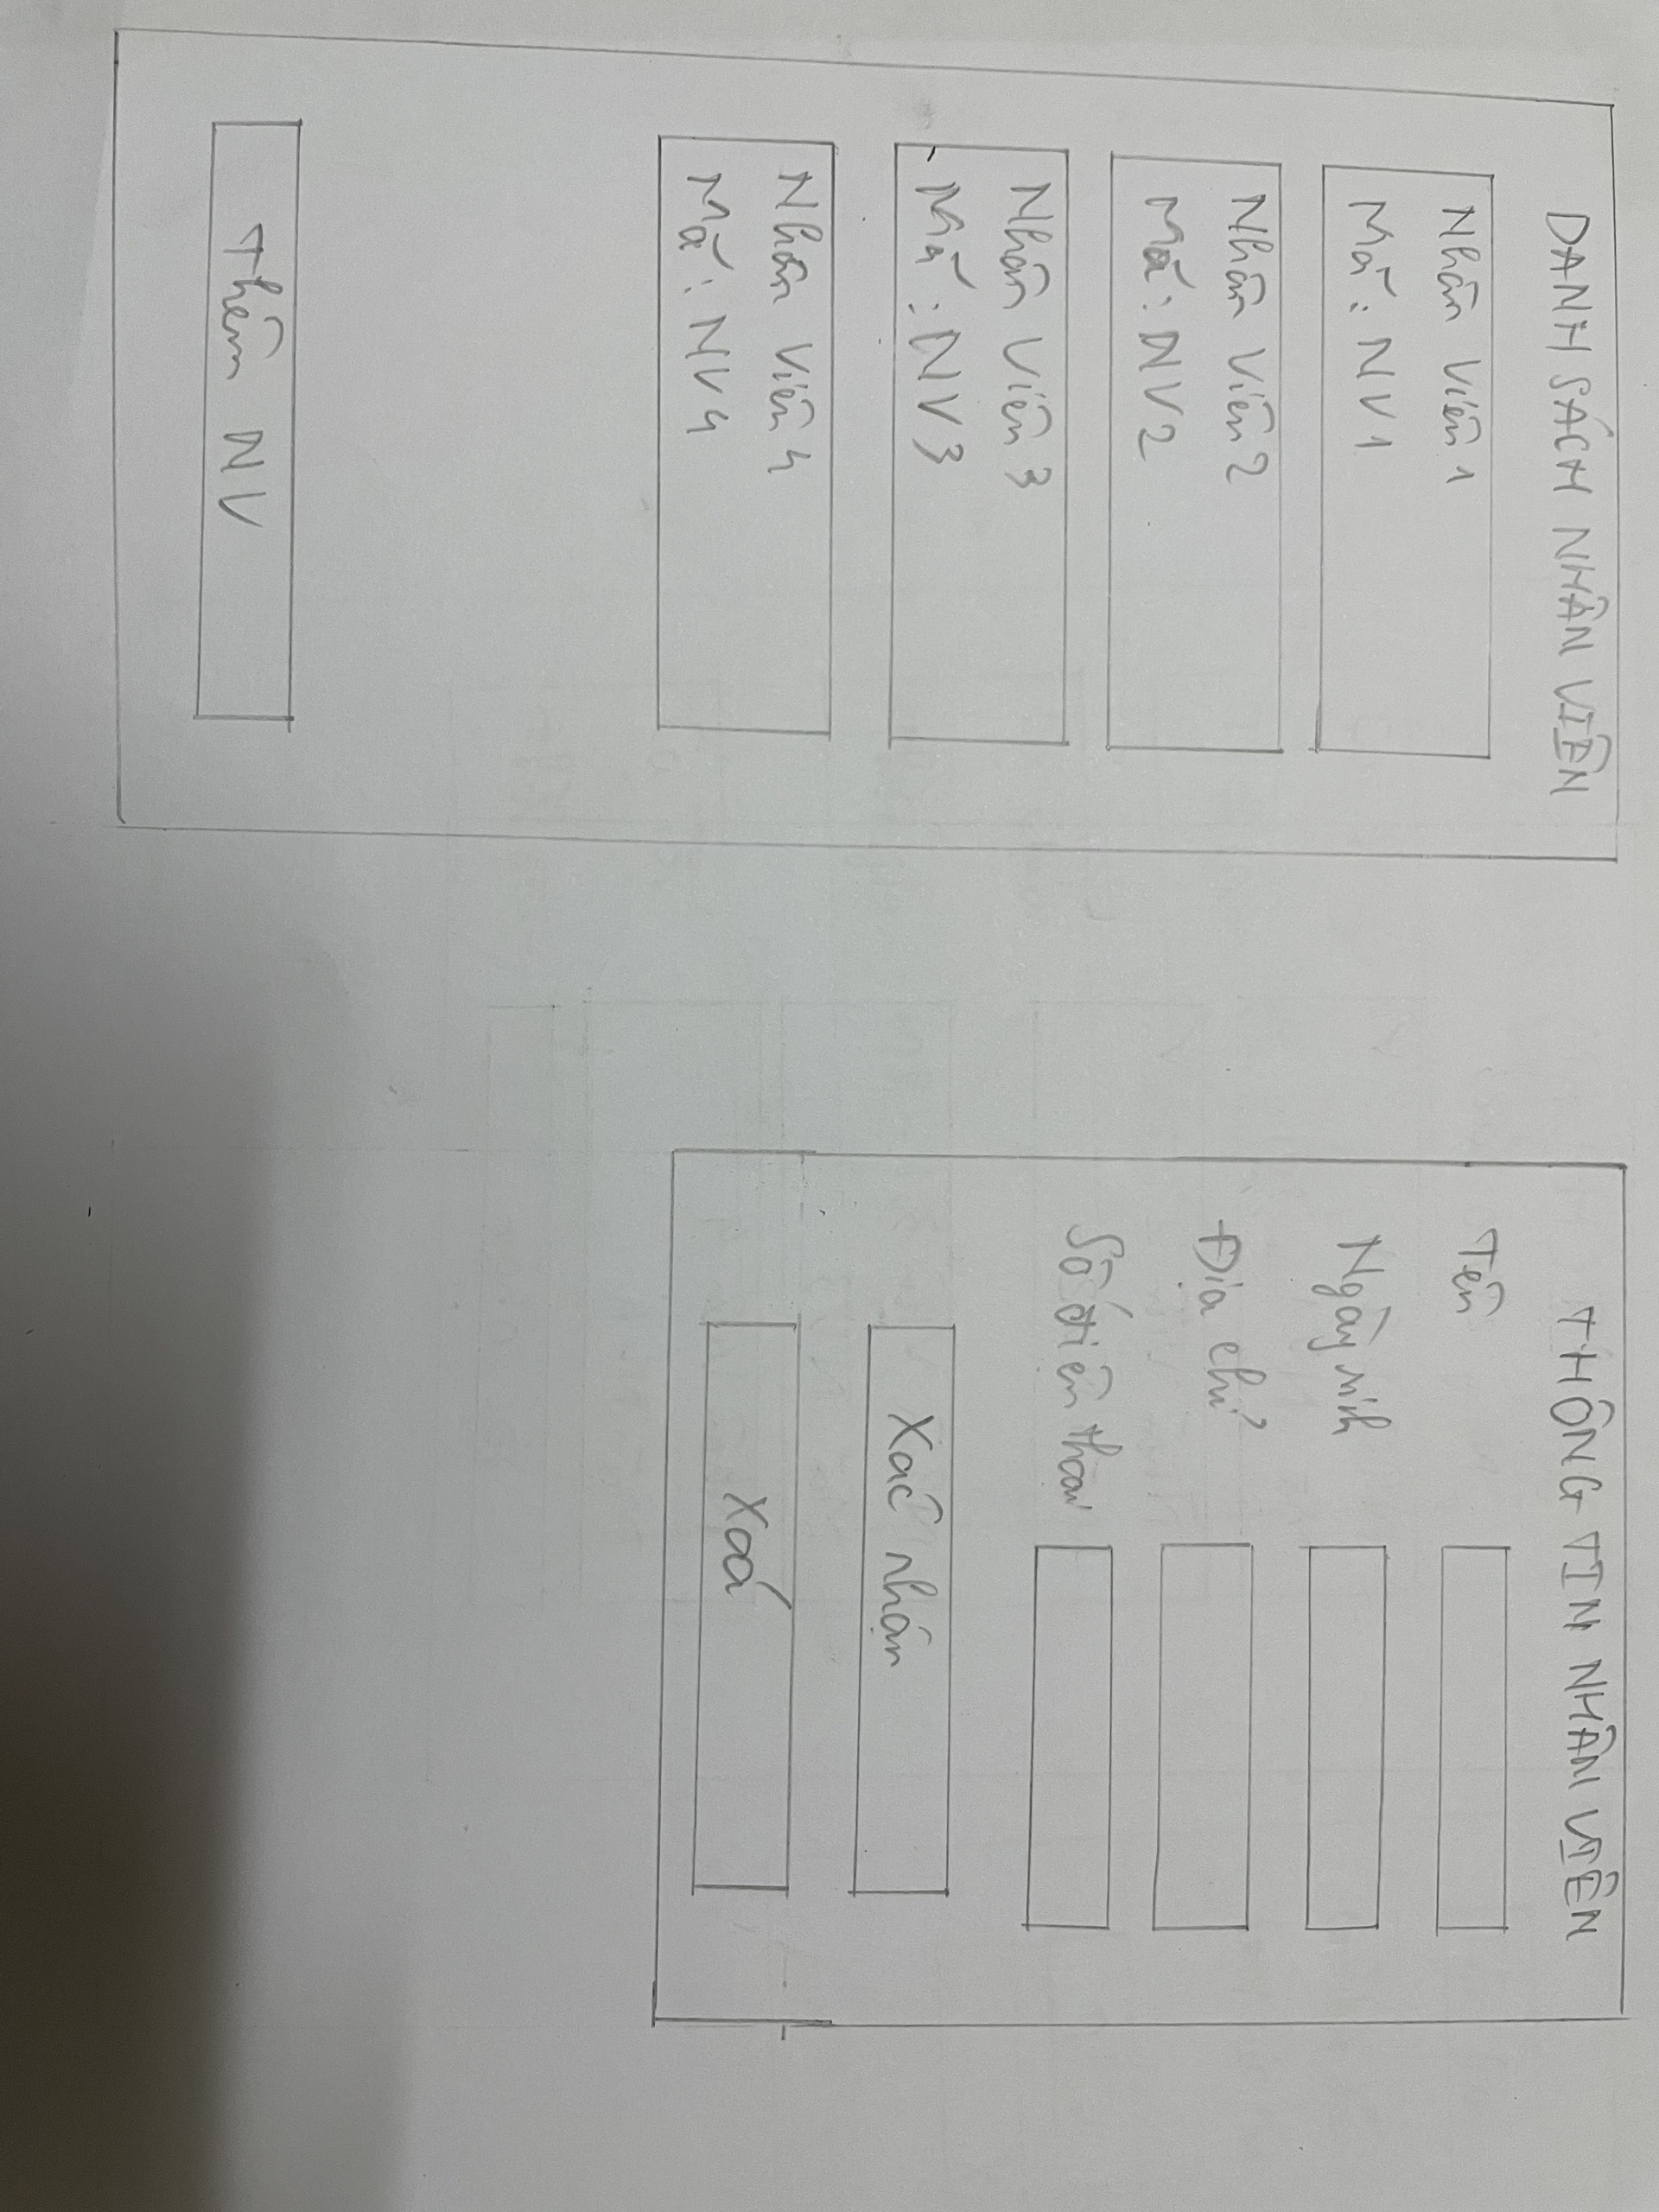 DANH SÁCH NHÂN VIÊN
Nhân Viên 1
Mã: NV1
Nhân Viên 2
Mã: NV2
Nhân Viên 3
Mã: NV3
Nhân Viên 4
Mã: NV4
Thêm NV
THÔNG TIN NHÂN VIÊN
Tên
Ngày sinh
Địa chỉ
Số điện thoại
Xác nhận
Xoá